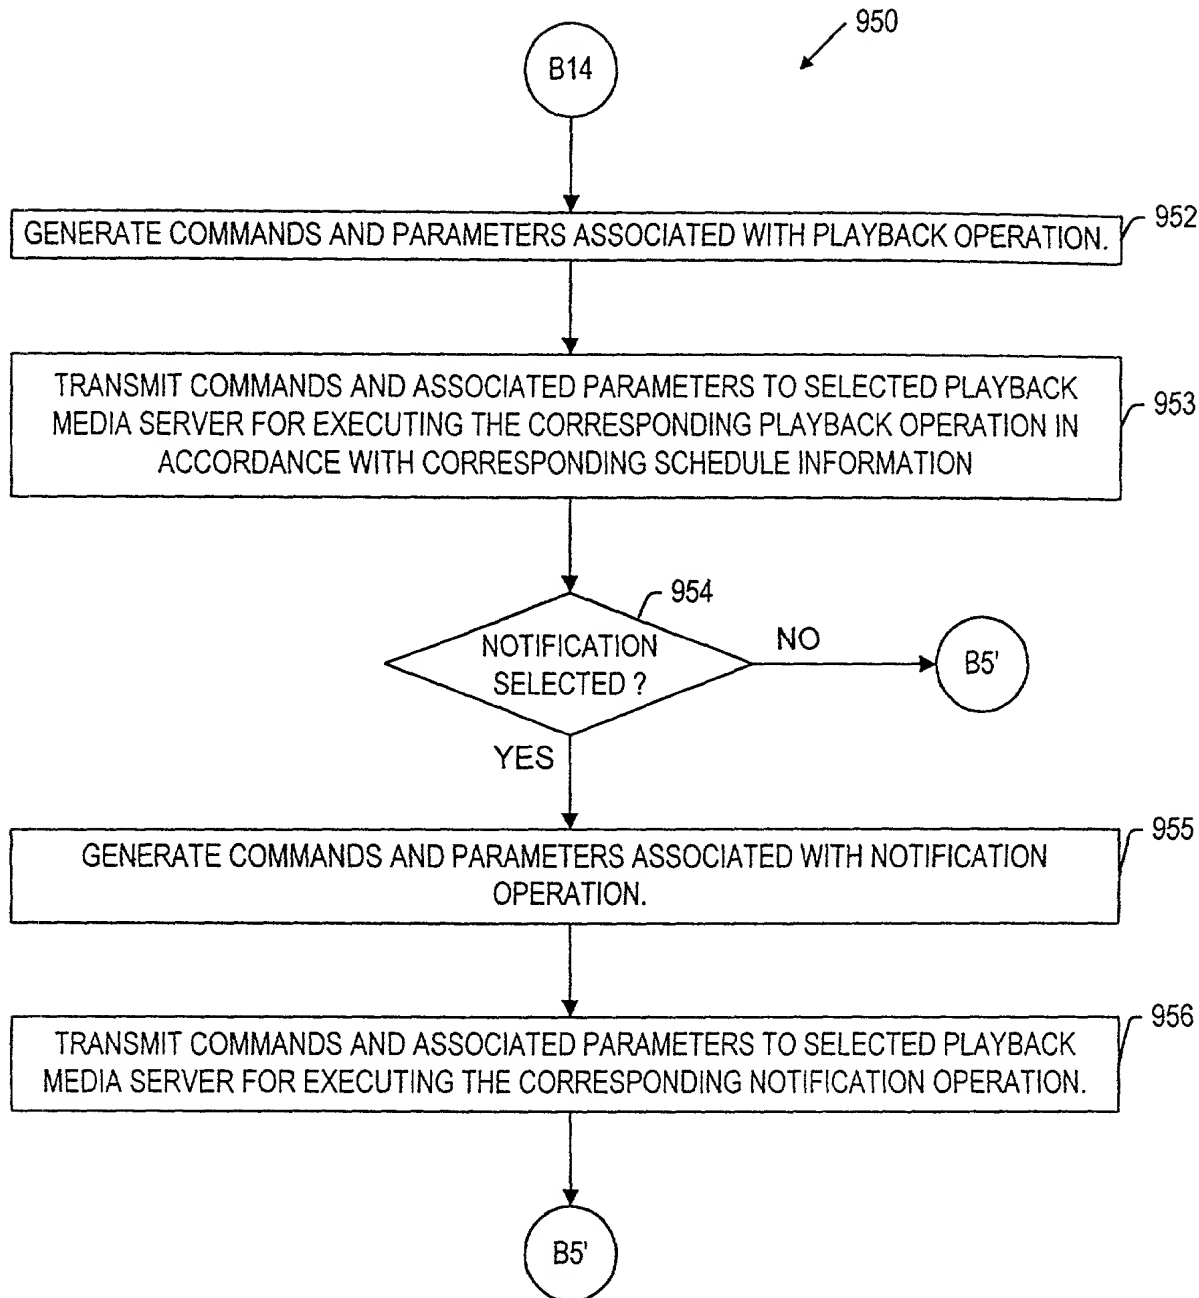 950
B14
952
GENERATE COMMANDS AND PARAMETERS ASSOCIATED WITH PLAYBACK OPERATION.
TRANSMIT COMMANDS AND ASSOCIATED PARAMETERS TO SELECTED PLAYBACK
MEDIA SERVER FOR EXECUTING THE CORRESPONDING PLAYBACK OPERATION IN
ACCORDANCE WITH CORRESPONDING SCHEDULE INFORMATION
953
954
NOTIFICATION
SELECTED ?
NO
B5'
YES
955
GENERATE COMMANDS AND PARAMETERS ASSOCIATED WITH NOTIFICATION
OPERATION.
956
TRANSMIT COMMANDS AND ASSOCIATED PARAMETERS TO SELECTED PLAYBACK
MEDIA SERVER FOR EXECUTING THE CORRESPONDING NOTIFICATION OPERATION.
B5'